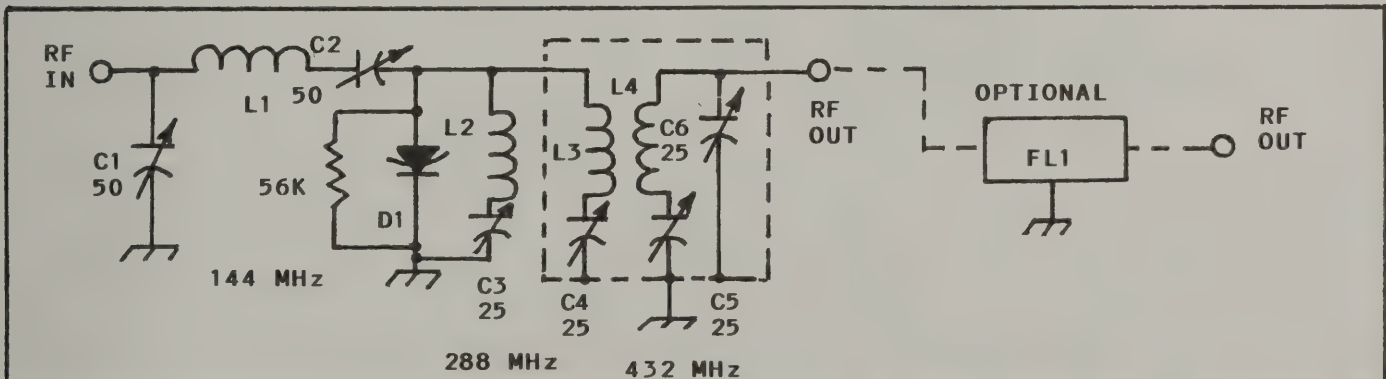 RF
IN
C2
50
L1
C1
50
56K
D1
L2
C3
25
L3
L4
C6
25
C4
25
C5
25
RF
OUT
OPTIONAL
FL1
RF
OUT
144 MHz
288 MHz
432 MHz